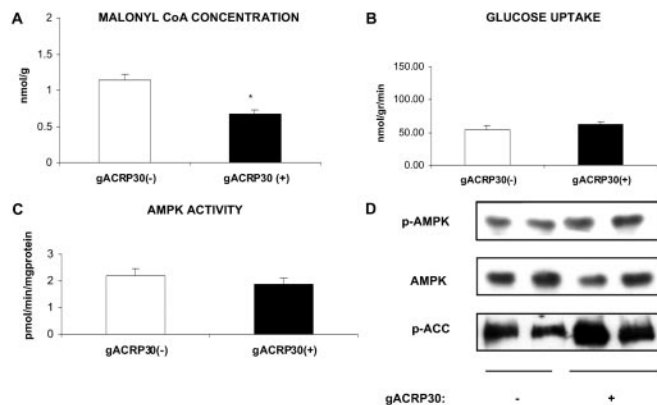 A
MALONYL CoA CONCENTRATION
nmol/g
2
1.5
1
0.5
0
*
gACRP30(-)
gACRP30 (+)
B
GLUCOSE UPTAKE
nmol/gr/min
150.00
100.00
50.00
0.00
gACRP30(-)
gACRP30(+)
C
AMPK ACTIVITY
pmol/min/mgprotein
3
2
1
0
gACRP30(-)
gACRP30(+)
D
p-AMPK
AMPK
p-ACC
gACRP30: - +